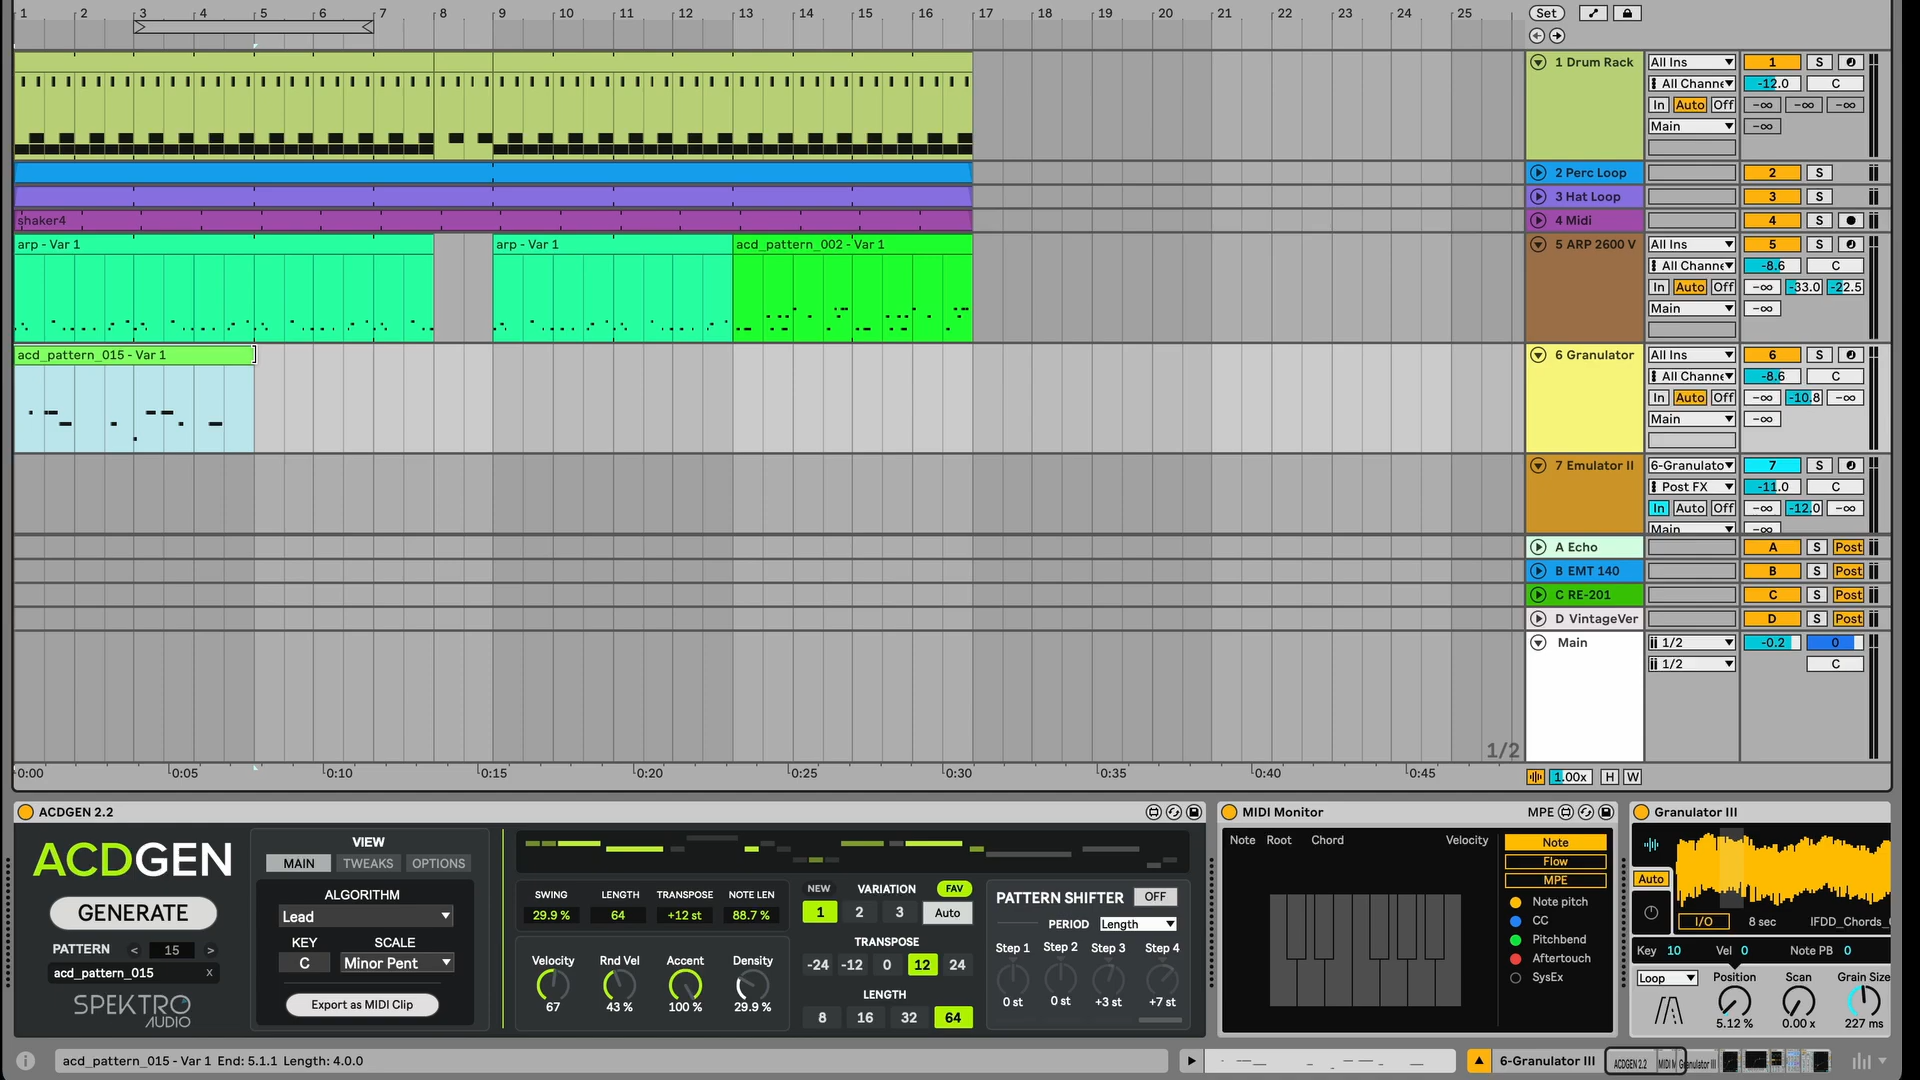 1 2 3 4 5 6 7 8 9 10 11 12 13 14 15 16 17 18 19 20 21 22 23 24 25 Set
1 Drum Rack All Ins 1 S
All Channe -12.0 C
In Auto Off -∞ -∞ -∞
Main -∞
2 Perc Loop 2 S
3 Hat Loop 3 S
shaker4 4 Midi 4 S
arp - Var 1 arp - Var 1 acd_pattern_002 - Var 1 5 ARP 2600 V All Ins 5 S
All Channe -8.6 C
In Auto Off -∞ -33.0 -22.5
Main -∞
acd_pattern_015 - Var 1 6 Granulator All Ins 6 S
All Channe -8.6 C
In Auto Off -∞ -10.8 -∞
Main -∞
7 Emulator II 6-Granulato 7 S
Post FX -11.0 C
In Auto Off -∞ -12.0 -∞
Main -∞
A Echo A S Post
B EMT 140 B S Post
C RE-201 C S Post
D VintageVer D S Post
Main 1/2 -0.2 0
1/2 C
1/2
0:00 0:05 0:10 0:15 0:20 0:25 0:30 0:35 0:40 0:45 1.00x H W
ACDGEN 2.2
ACDGEN
GENERATE
PATTERN < 15 >
acd_pattern_015 x
SPEKTRO
AUDIO
VIEW
MAIN TWEAKS OPTIONS
ALGORITHM
Lead
KEY SCALE
C Minor Pent
Export as MIDI Clip
SWING LENGTH TRANSPOSE NOTE LEN
29.9 % 64 +12 st 88.7 %
Velocity Rnd Vel Accent Density
67 43 % 100 % 29.9 %
NEW VARIATION FAV
1 2 3 Auto
TRANSPOSE
-24 -12 0 12 24
LENGTH
8 16 32 64
PATTERN SHIFTER OFF
PERIOD Length
Step 1 Step 2 Step 3 Step 4
0 st 0 st +3 st +7 st
MIDI Monitor MPE
Note Root Chord Velocity
Note
Flow
MPE
Note pitch
CC
Pitchbend
Aftertouch
SysEx
Granulator III
Auto
I/O 8 sec IFDD_Chords_
Key 10 Vel 0 Note PB 0
Loop Position Scan Grain Size
5.12 % 0.00 x 227 ms
acd_pattern_015 - Var 1 End: 5.1.1 Length: 4.0.0
6-Granulator III ACDGEN 2.2 MIDI M Granulator III